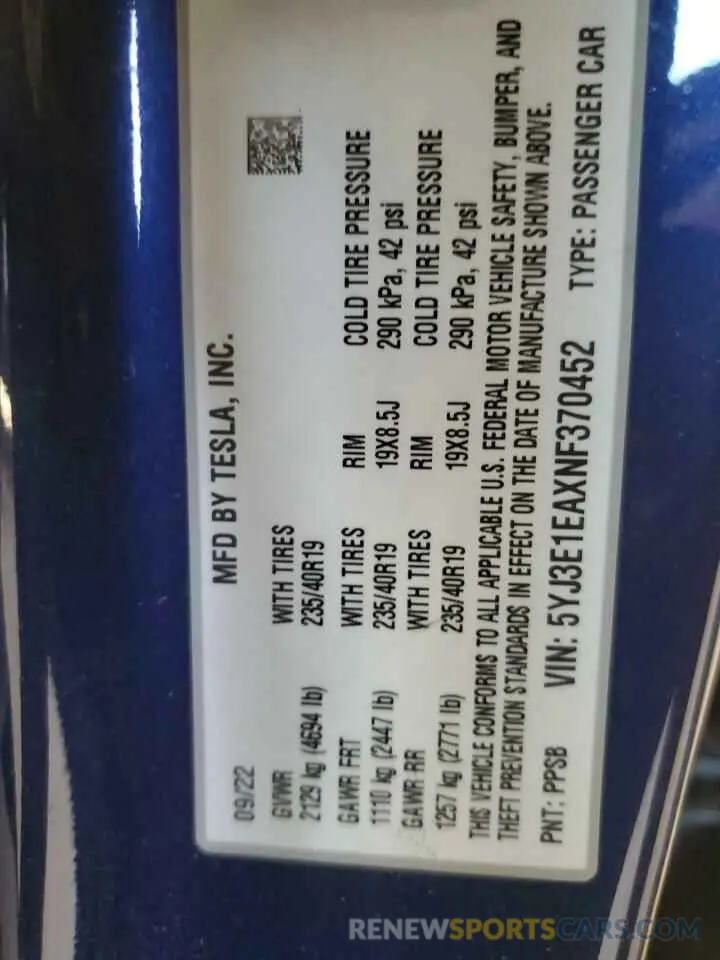 MFD BY TESLA, INC.
09/22
GVWR WITH TIRES
2129 kg (4694 lb) 235/40R19
GAWR FRT WITH TIRES RIM COLD TIRE PRESSURE
1110 kg (2447 lb) 235/40R19 19X8.5J 290 kPa, 42 psi
GAWR RR WITH TIRES RIM COLD TIRE PRESSURE
1257 kg (2771 lb) 235/40R19 19X8.5J 290 kPa, 42 psi
THIS VEHICLE CONFORMS TO ALL APPLICABLE U.S. FEDERAL MOTOR VEHICLE SAFETY, BUMPER, AND
THEFT PREVENTION STANDARDS IN EFFECT ON THE DATE OF MANUFACTURE SHOWN ABOVE.
PNT: PPSB VIN: 5YJ3E1EAXNF370452 TYPE: PASSENGER CAR
RENEWSPORTSCARS.COM